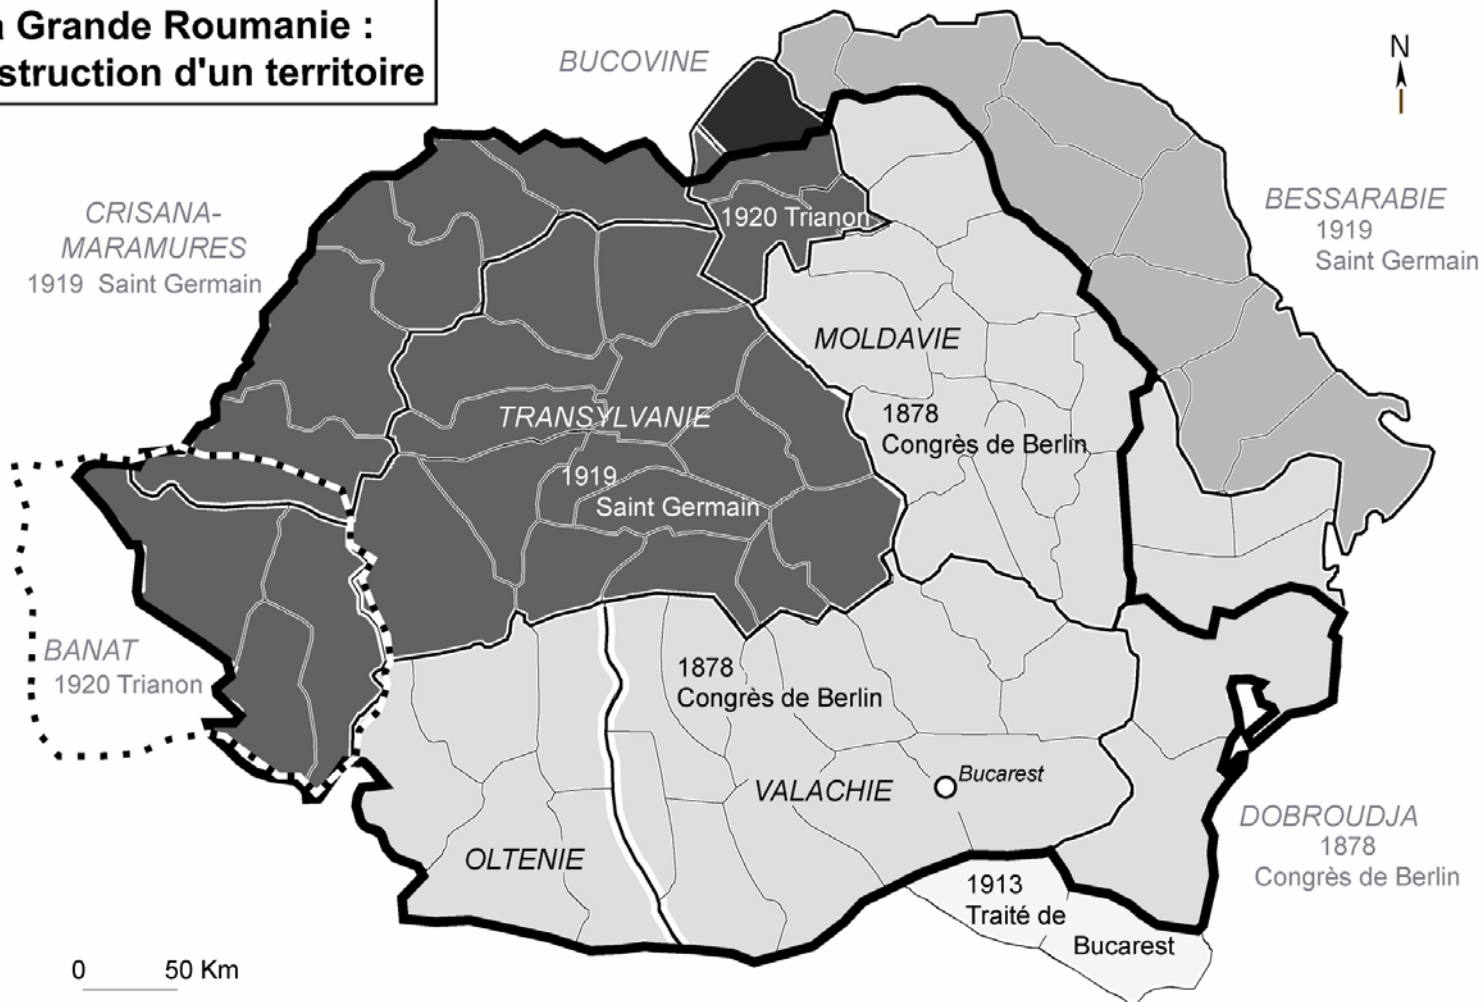 a Grande Roumanie :
struction d'un territoire
BUCOVINE
N
CRISANA-
MARAMURES
1919 Saint Germain
1920 Trianon
BESSARABIE
1919
Saint Germain
MOLDAVIE
1878
Congrès de Berlin
TRANSYLVANIE
1919
Saint Germain
BANAT
1920 Trianon
1878
Congrès de Berlin
VALACHIE
Bucarest
OLTENIE
DOBROUDJA
1878
Congrès de Berlin
1913
Traité de
Bucarest
0 50 Km